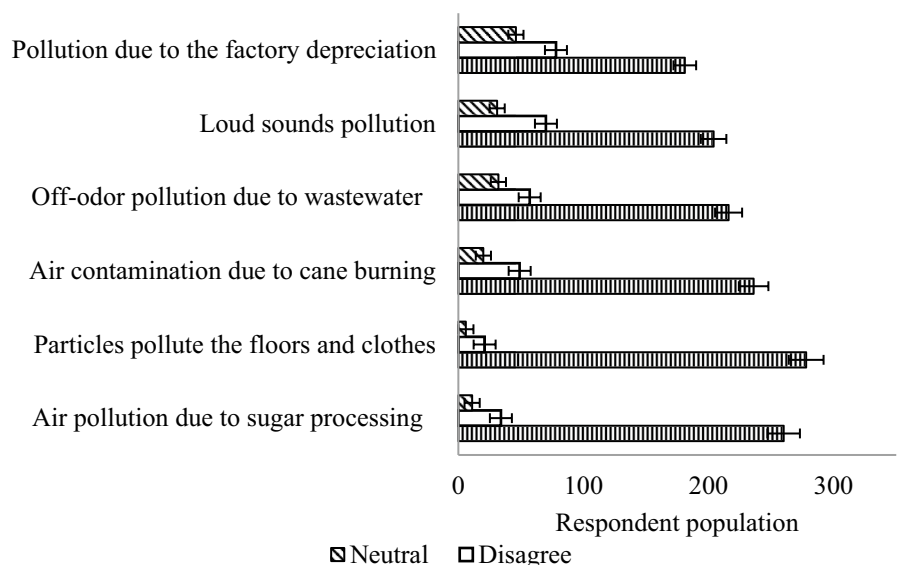 Pollution due to the factory depreciation
Loud sounds pollution
Off-odor pollution due to wastewater
Air contamination due to cane burning
Particles pollute the floors and clothes
Air pollution due to sugar processing
0 100 200 300
Respondent population
Neutral Disagree